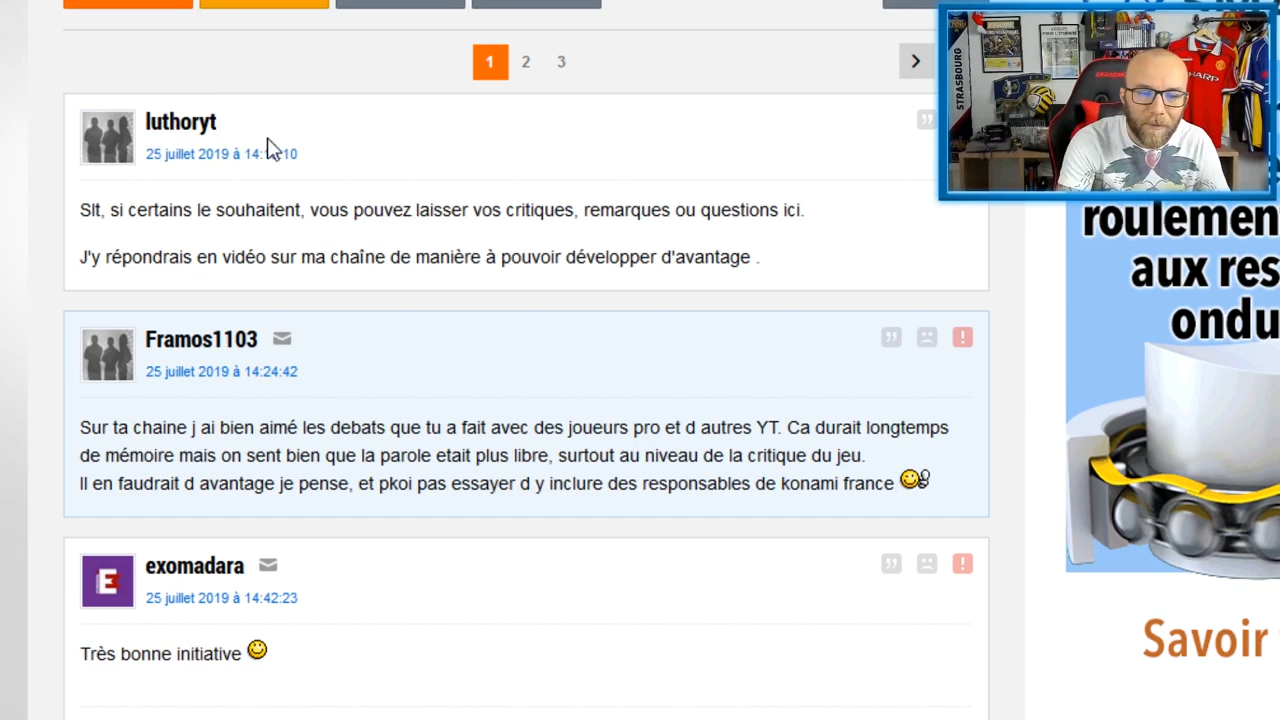 1 2 3
luthoryt
25 juillet 2019 à 14: 10
Slt, si certains le souhaitent, vous pouvez laisser vos critiques, remarques ou questions ici.
J'y répondrais en vidéo sur ma chaîne de manière à pouvoir développer d'avantage .
Framos1103
25 juillet 2019 à 14:24:42
Sur ta chaine j ai bien aimé les debats que tu a fait avec des joueurs pro et d autres YT. Ca durait longtemps
de mémoire mais on sent bien que la parole etait plus libre, surtout au niveau de la critique du jeu.
Il en faudrait d avantage je pense, et pkoi pas essayer d y inclure des responsables de konami france
exomadara
25 juillet 2019 à 14:42:23
Très bonne initiative
E
STRASBOURG
SHARP
roulemen
aux res
ondu
Savoir